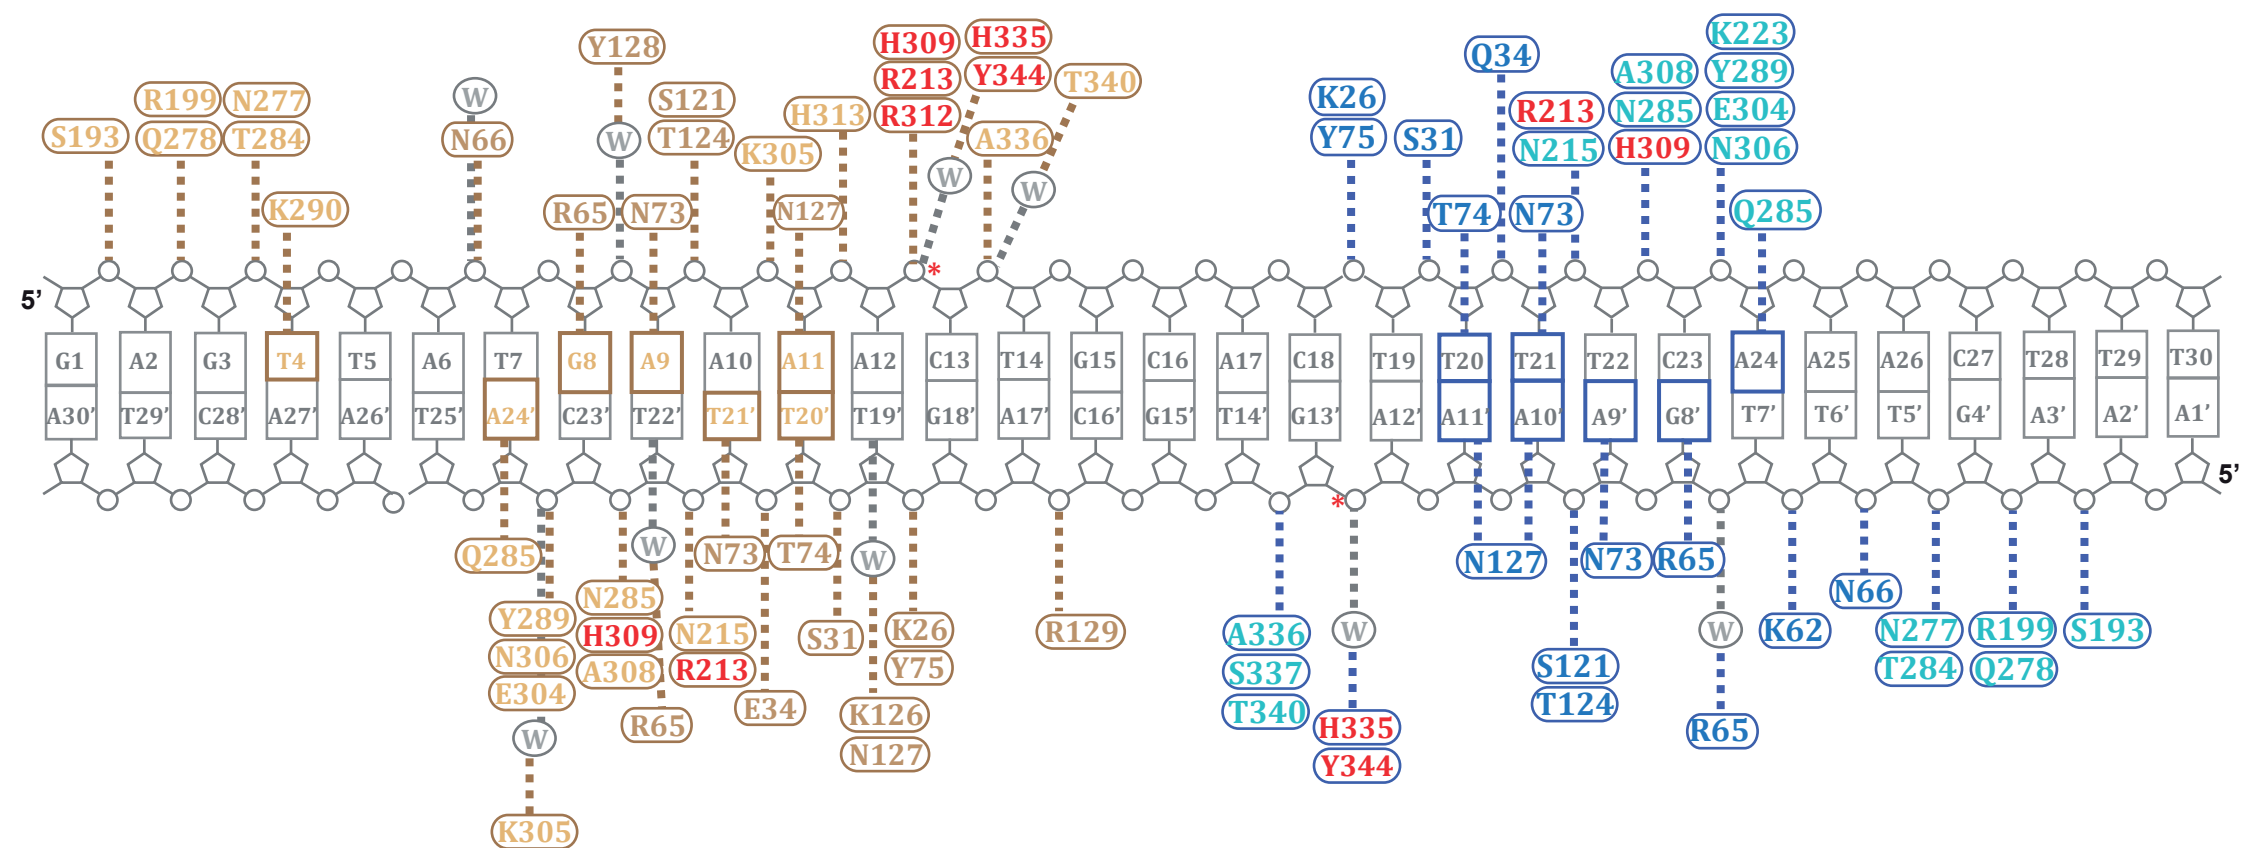 K223
H309 H335
Y128 Q34 A308 Y289
R213 Y344 T340
R199 N277 W S121 K26 R213 N285 E304
H313 R312
S193 Q278 T284 N66 W T124 K305 A336 Y75 S31 N215 H309 N306
W W
K290 R65 N73 N127 T74 N73 Q285
*
5’
G1 A2 G3 T4 T5 A6 T7 G8 A9 A10 A11 A12 C13 T14 G15 C16 A17 C18 T19 T20 T21 T22 C23 A24 A25 A26 C27 T28 T29 T30
A30’ T29’ C28’ A27’ A26’ T25’ A24’ C23’ T22’ T21’ T20’ T19’ G18’ A17’ C16’ G15’ T14’ G13’ A12’ A11’ A10’ A9’ G8’ T7’ T6’ T5’ G4’ A3’ A2’ A1’
5’
*
Q285 W N73 T74 W N127 N73 R65
N285 N66
Y289 H309 N215 S31 K26 R129 A336 W W K62 N277 R199 S193
N306 A308 R213 Y75 S337 S121 T284 Q278
E304 R65 E34 K126 T340 H335 T124 R65
W N127 Y344
K305